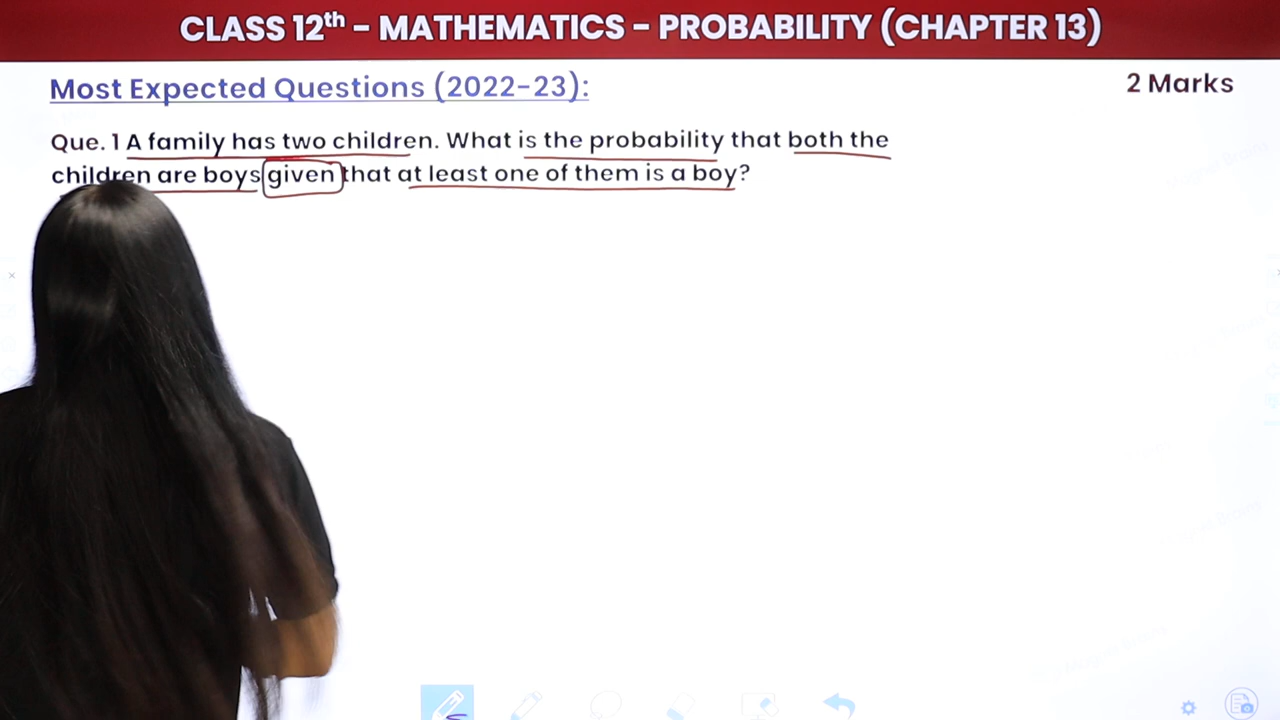 CLASS 12th – MATHEMATICS – PROBABILITY (CHAPTER 13)
Most Expected Questions (2022-23):
2 Marks
Que. 1 A family has two children. What is the probability that both the
children are boys given that at least one of them is a boy?